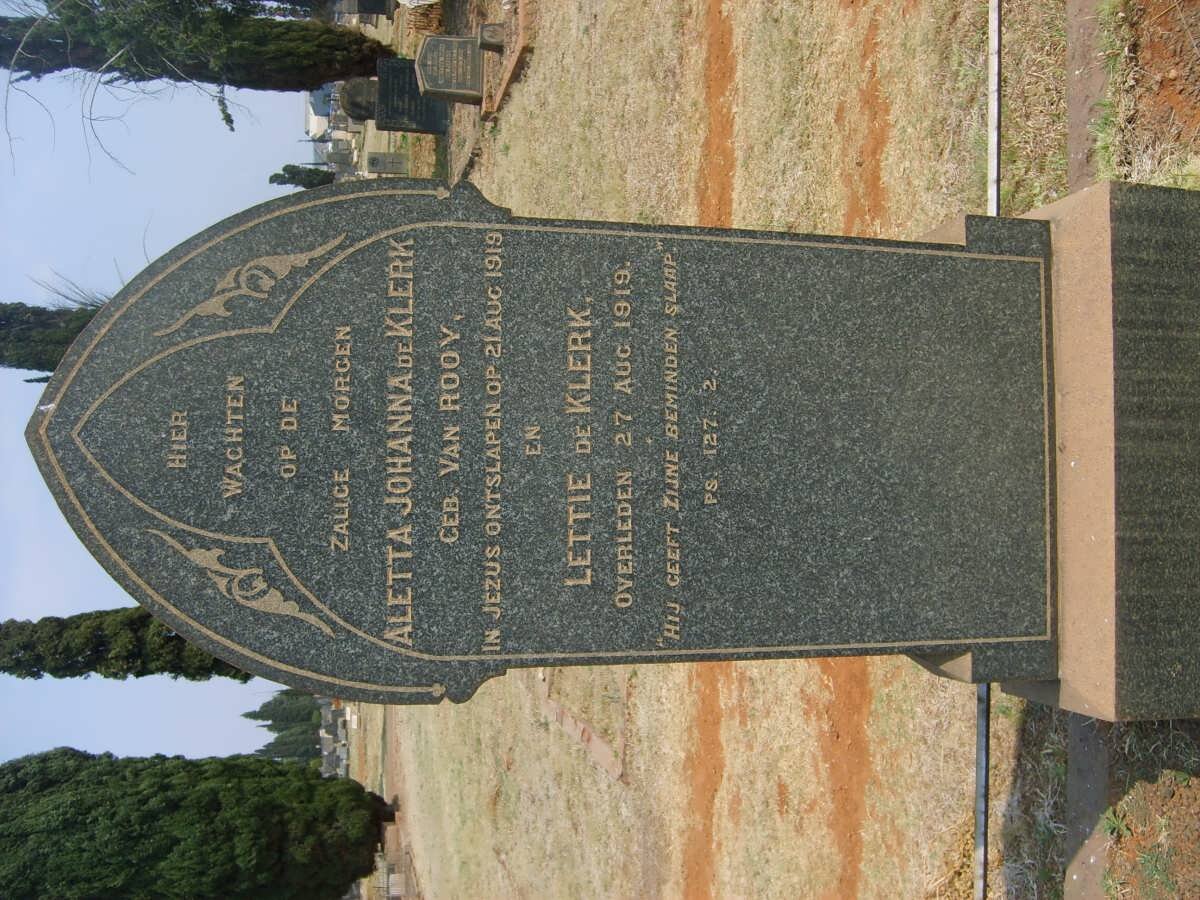 HIER
WACHTEN
OP DE
ZALIGE MORGEN
ALETTA JOHANNA DE KLERK
GEB. VAN ROOY,
IN JEZUS ONTSLAPEN OP 21 AUG 1919
EN
LETTIE DE KLERK,
OVERLEDEN 27 AUG 1919.
"HIJ GEEFT ZIJNE BEMINDEN SLAAP"
PS. 127. 2.